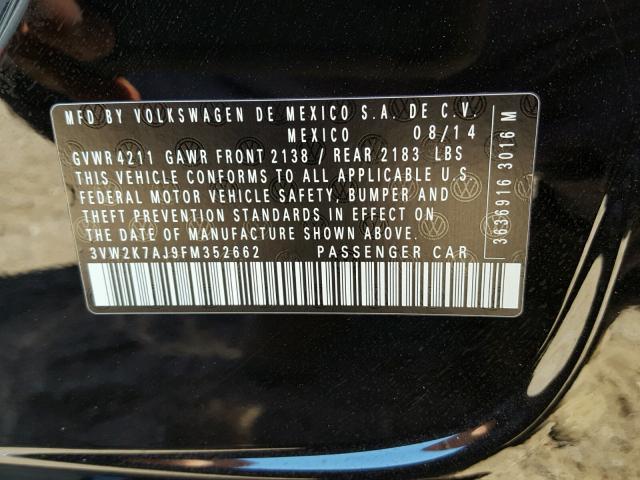 MFD BY VOLKSWAGEN DE MEXICO S.A. DE C.V.
MEXICO 08/14
GVWR 4211 GAWR FRONT 2138 / REAR 2183 LBS
THIS VEHICLE CONFORMS TO ALL APPLICABLE U.S.
FEDERAL MOTOR VEHICLE SAFETY, BUMPER AND
THEFT PREVENTION STANDARDS IN EFFECT ON
THE DATE OF MANUFACTURE SHOWN ABOVE.
3VW2K7AJ9FM352662 PASSENGER CAR
3636916 3016 M